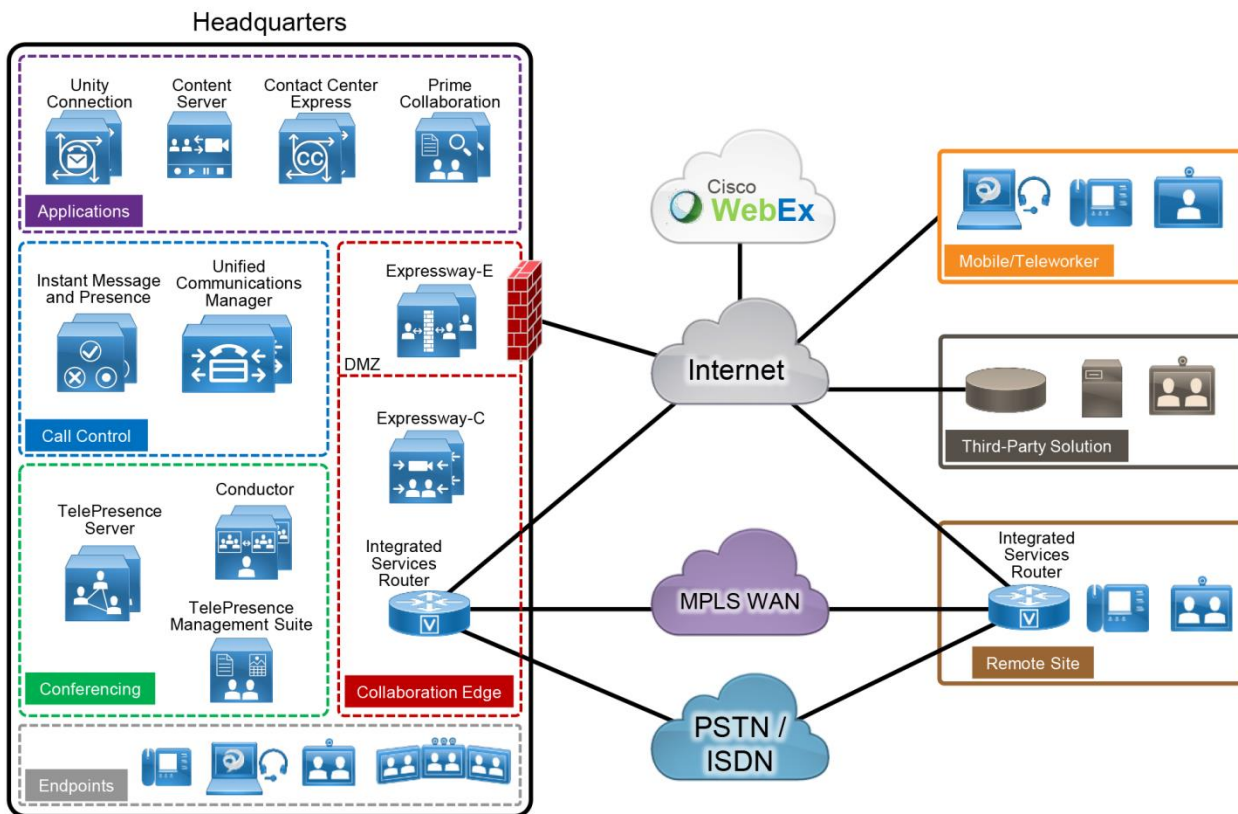 Headquarters
Unity
Connection
Content
Server
Contact Center
Express
CC
Prime
Collaboration
Applications
Instant Message
and Presence
Unified
Communications
Manager
Call Control
Expressway-E
DMZ
Expressway-C
Integrated
Services
Router
V
Collaboration Edge
TelePresence
Server
Conductor
TelePresence
Management Suite
Conferencing
Endpoints
Cisco
WebEx
Internet
MPLS WAN
PSTN /
ISDN
Mobile/Teleworker
Third-Party Solution
Integrated
Services
Router
V
Remote Site